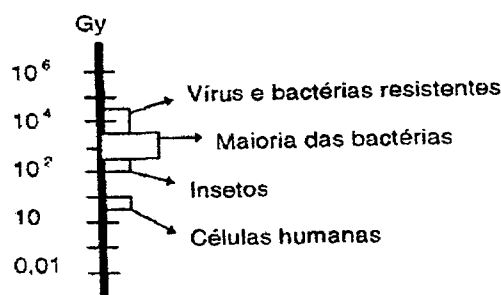 Gy
10⁶
Vírus e bactérias resistentes
10⁴
Maioria das bactérias
10²
Insetos
10
Células humanas
0,01